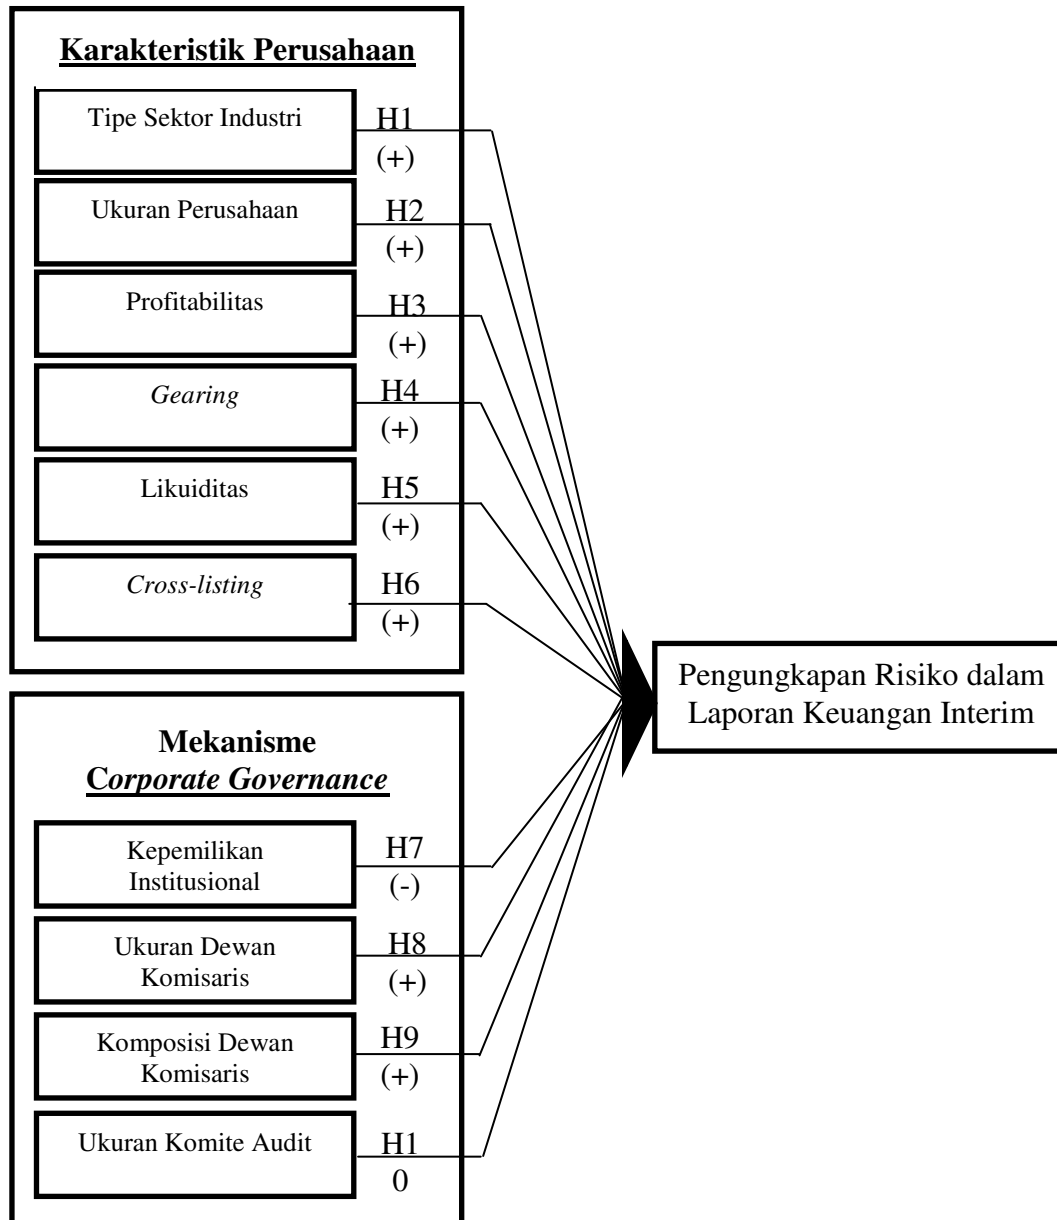 Karakteristik Perusahaan
Tipe Sektor Industri
H1
(+)
Ukuran Perusahaan
H2
(+)
Profitabilitas
H3
(+)
Gearing
H4
(+)
Likuiditas
H5
(+)
Cross-listing
H6
(+)
Pengungkapan Risiko dalam
Laporan Keuangan Interim
Mekanisme
Corporate Governance
Kepemilikan
Institusional
H7
(-)
Ukuran Dewan
Komisaris
H8
(+)
Komposisi Dewan
Komisaris
H9
(+)
Ukuran Komite Audit
H1
0